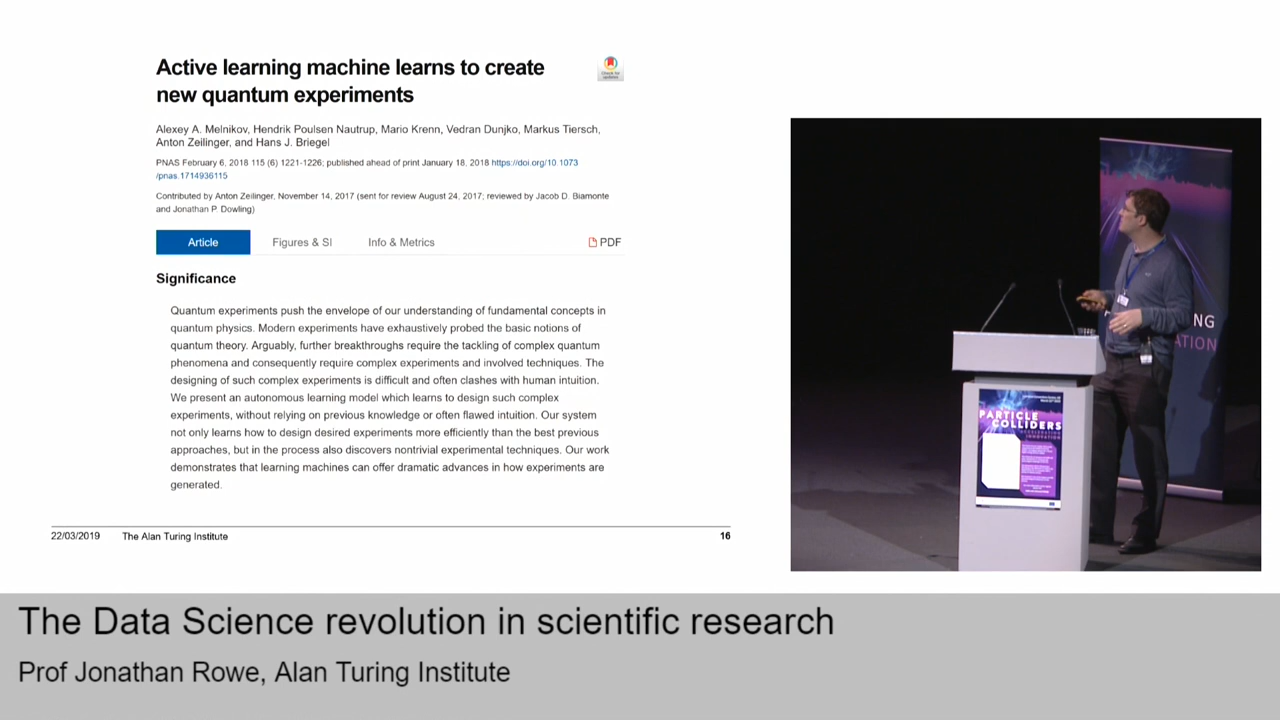 Active learning machine learns to create
new quantum experiments
Check for
updates
Alexey A. Melnikov, Hendrik Poulsen Nautrup, Mario Krenn, Vedran Dunjko, Markus Tiersch,
Anton Zeilinger, and Hans J. Briegel
PNAS February 6, 2018 115 (6) 1221-1226; published ahead of print January 18, 2018 https://doi.org/10.1073
/pnas.1714936115
Contributed by Anton Zeilinger, November 14, 2017 (sent for review August 24, 2017; reviewed by Jacob D. Biamonte
and Jonathan P. Dowling)
Article Figures & SI Info & Metrics PDF
Significance
Quantum experiments push the envelope of our understanding of fundamental concepts in
quantum physics. Modern experiments have exhaustively probed the basic notions of
quantum theory. Arguably, further breakthroughs require the tackling of complex quantum
phenomena and consequently require complex experiments and involved techniques. The
designing of such complex experiments is difficult and often clashes with human intuition.
We present an autonomous learning model which learns to design such complex
experiments, without relying on previous knowledge or often flawed intuition. Our system
not only learns how to design desired experiments more efficiently than the best previous
approaches, but in the process also discovers nontrivial experimental techniques. Our work
demonstrates that learning machines can offer dramatic advances in how experiments are
generated.
22/03/2019 The Alan Turing Institute 16
NG
ATION
PARTICLE
COLLIDERS
ACCELERATING
INNOVATION
The Data Science revolution in scientific research
Prof Jonathan Rowe, Alan Turing Institute